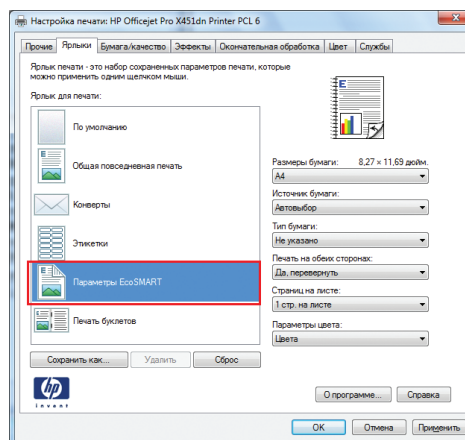 Настройка печати: HP Officejet Pro X451dn Printer PCL 6
Прочие Ярлыки Бумага/качество Эффекты Окончательная обработка Цвет Службы
Ярлык печати - это набор сохраненных параметров печати, которые
можно применить одним щелчком мыши.
Ярлык для печати:
По умолчанию
Общая повседневная печать
Конверты
Этикетки
Параметры EcoSMART
Печать буклетов
Сохранить как... Удалить Сброс
Размеры бумаги: 8,27 × 11,69 дюйм.
A4
Источник бумаги:
Автовыбор
Тип бумаги:
Не указано
Печать на обеих сторонах:
Да, перевернуть
Страниц на листе:
1 стр. на листе
Параметры цвета:
Цвета
hp
invent
О программе... Справка
OK Отмена Применить